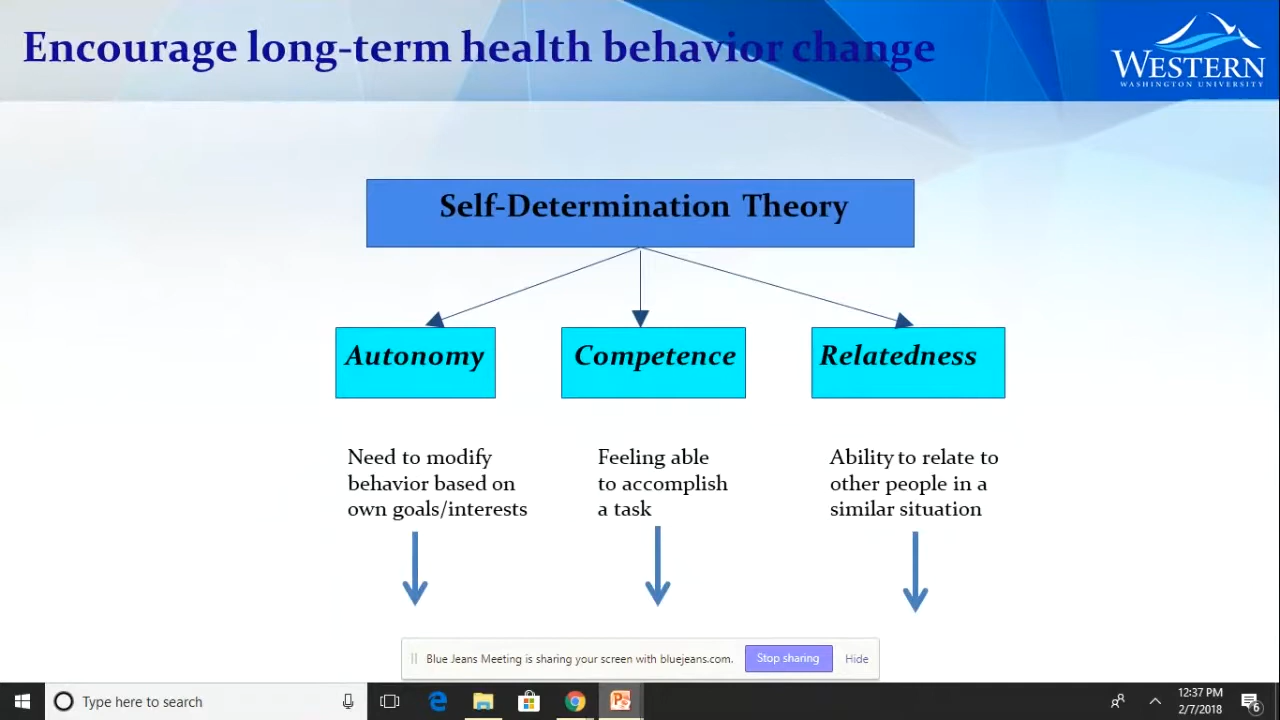 Encourage long-term health behavior change
WESTERN
WASHINGTON UNIVERSITY
Self-Determination Theory
Autonomy
Competence
Relatedness
Need to modify
behavior based on
own goals/interests
Feeling able
to accomplish
a task
Ability to relate to
other people in a
similar situation
Blue Jeans Meeting is sharing your screen with bluejeans.com.
Stop sharing
Hide
Type here to search
12:37 PM
2/7/2018
6